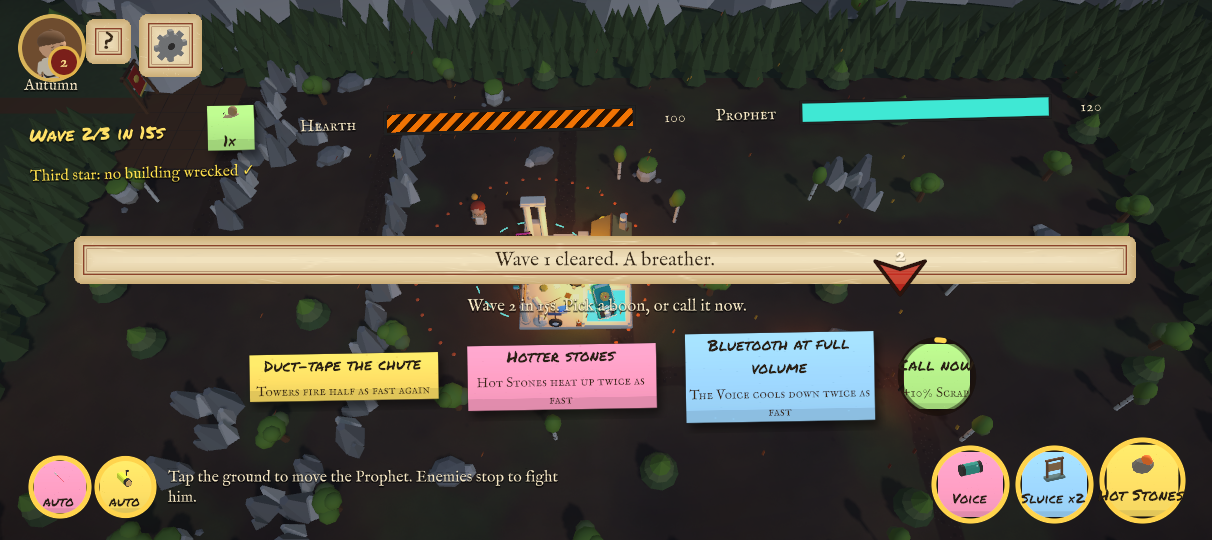 ?
2
Autumn
Wave 2/3 in 15s
1x
Hearth
100
Prophet
120
Third star: no building wrecked ✓
Wave 1 cleared. A breather.
2
Wave 2 in 15s. Pick a boon, or call it now.
Duct-tape the chute
Towers fire half as fast again
Hotter stones
Hot Stones heat up twice as
fast
Bluetooth at full
volume
The Voice cools down twice as
fast
Call now
+10% Scrap
AUTO
AUTO
Tap the ground to move the Prophet. Enemies stop to fight
him.
Voice
Sluice x2
Hot Stones